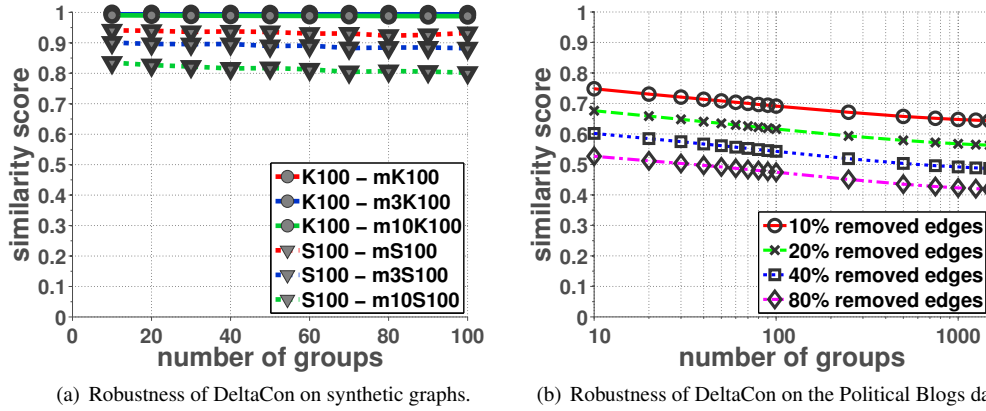 similarity score
1
0.9
0.8
0.7
0.6
0.5
0.4
0.3
0.2
0.1
0
K100 − mK100
K100 − m3K100
K100 − m10K100
S100 − mS100
S100 − m3S100
S100 − m10S100
0 20 40 60 80 100
number of groups
(a) Robustness of DeltaCon on synthetic graphs.
similarity score
1
0.9
0.8
0.7
0.6
0.5
0.4
0.3
0.2
0.1
0
10% removed edges
20% removed edges
40% removed edges
80% removed edges
10 100 1000
number of groups
(b) Robustness of DeltaCon on the Political Blogs da